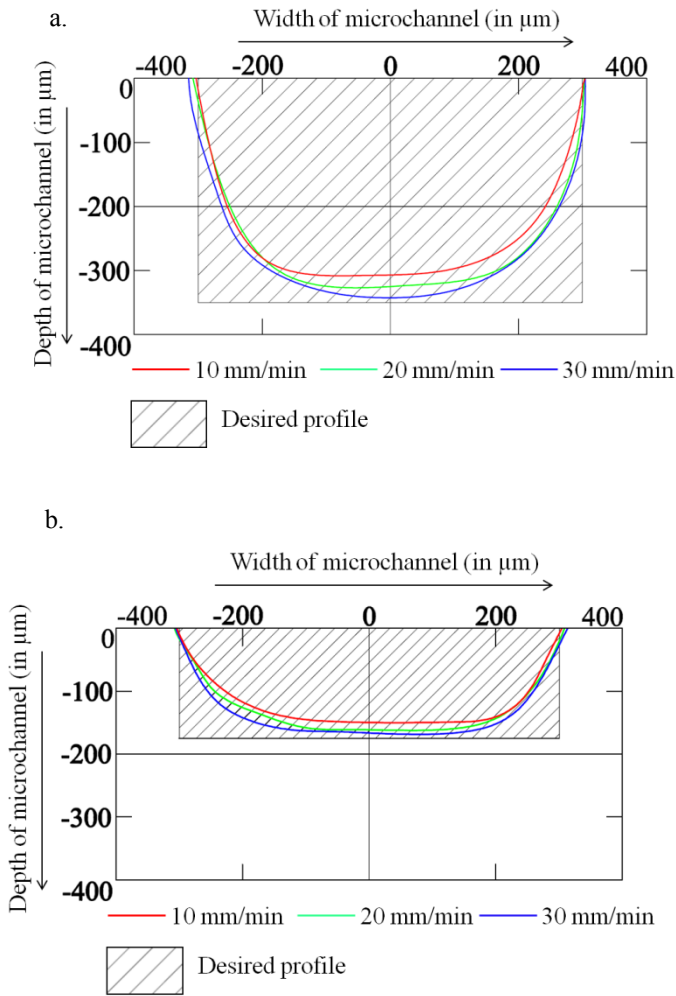 a.
Width of microchannel (in µm)
-400 -200 0 200 400
0
-100
-200
-300
-400
Depth of microchannel (in µm)
10 mm/min 20 mm/min 30 mm/min
Desired profile
b.
Width of microchannel (in µm)
-400 -200 0 200 400
0
-100
-200
-300
-400
Depth of microchannel (in µm)
10 mm/min 20 mm/min 30 mm/min
Desired profile